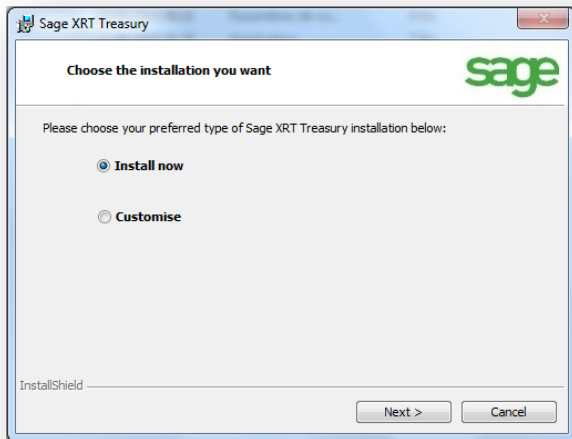 Sage XRT Treasury
Choose the installation you want
sage
Please choose your preferred type of Sage XRT Treasury installation below:
Install now
Customise
InstallShield
Next >
Cancel